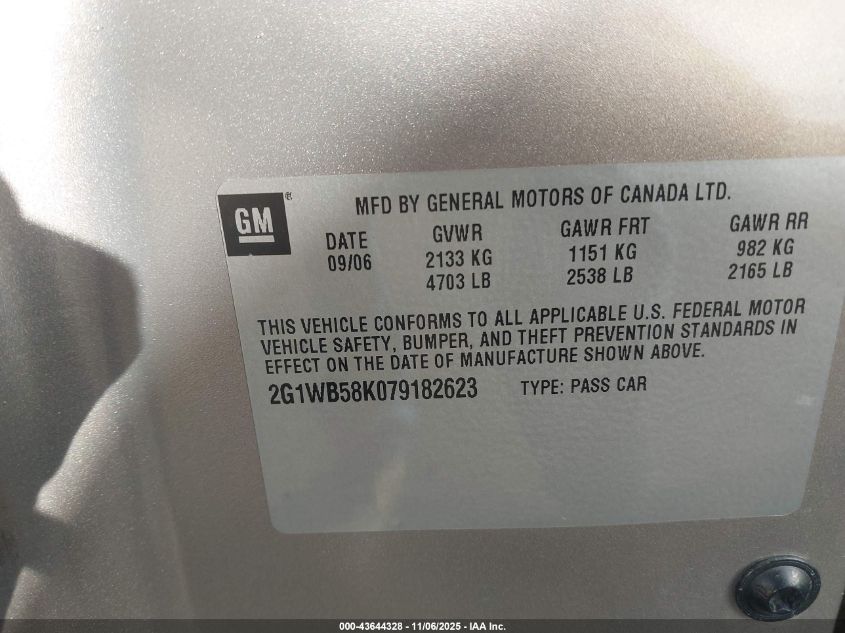 GM ®
MFD BY GENERAL MOTORS OF CANADA LTD.
DATE GVWR GAWR FRT GAWR RR
09/06 2133 KG 1151 KG 982 KG
4703 LB 2538 LB 2165 LB
THIS VEHICLE CONFORMS TO ALL APPLICABLE U.S. FEDERAL MOTOR
VEHICLE SAFETY, BUMPER, AND THEFT PREVENTION STANDARDS IN
EFFECT ON THE DATE OF MANUFACTURE SHOWN ABOVE.
2G1WB58K079182623 TYPE: PASS CAR
000-43644328 - 11/06/2025 - IAA Inc.